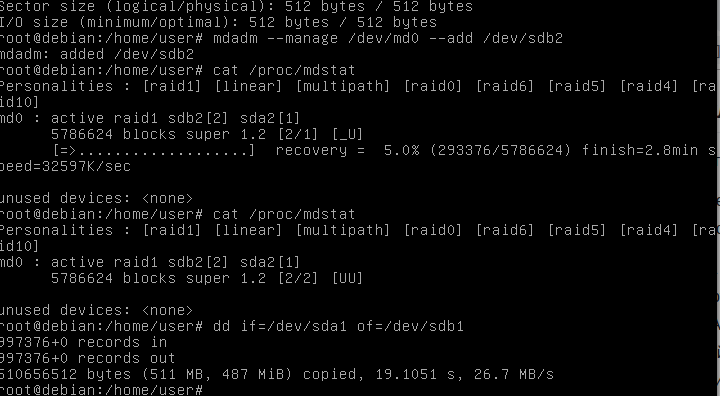 Sector size (logical/physical): 512 bytes / 512 bytes
I/O size (minimum/optimal): 512 bytes / 512 bytes
root@debian:/home/user# mdadm --manage /dev/md0 --add /dev/sdb2
mdadm: added /dev/sdb2
root@debian:/home/user# cat /proc/mdstat
Personalities : [raid1] [linear] [multipath] [raid0] [raid6] [raid5] [raid4] [ra
id10]
md0 : active raid1 sdb2[2] sda2[1]
      5786624 blocks super 1.2 [2/1] [_U]
      [=>...................]  recovery =  5.0% (293376/5786624) finish=2.8min s
peed=32597K/sec

unused devices: <none>
root@debian:/home/user# cat /proc/mdstat
Personalities : [raid1] [linear] [multipath] [raid0] [raid6] [raid5] [raid4] [ra
id10]
md0 : active raid1 sdb2[2] sda2[1]
      5786624 blocks super 1.2 [2/2] [UU]

unused devices: <none>
root@debian:/home/user# dd if=/dev/sda1 of=/dev/sdb1
997376+0 records in
997376+0 records out
510656512 bytes (511 MB, 487 MiB) copied, 19.1051 s, 26.7 MB/s
root@debian:/home/user#